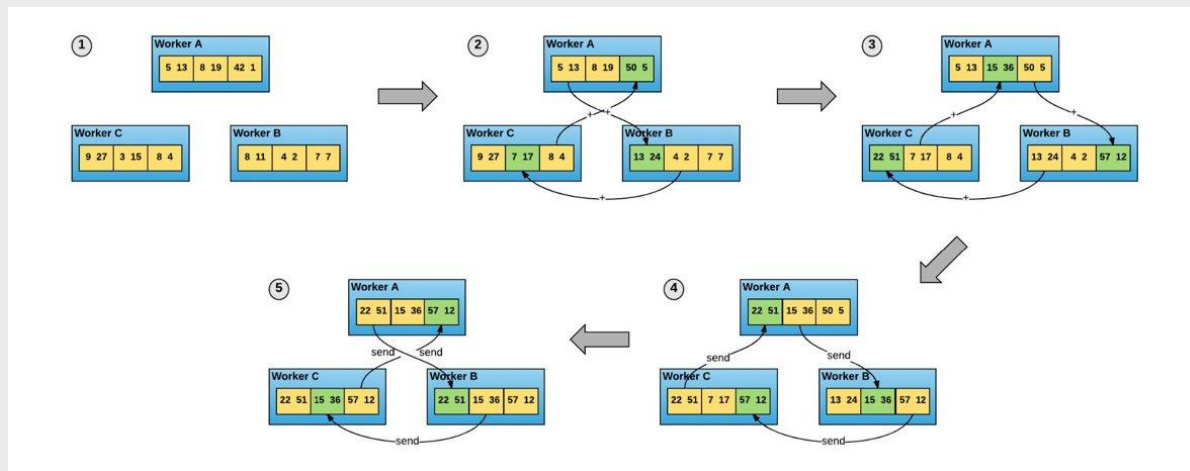 1
Worker A
5 13 8 19 42 1
Worker C
9 27 3 15 8 4
Worker B
8 11 4 2 7 7
2
Worker A
5 13 8 19 50 5
+ +
Worker C
9 27 7 17 8 4
Worker B
13 24 4 2 7 7
+
3
Worker A
5 13 15 36 50 5
+ +
Worker C
22 51 7 17 8 4
Worker B
13 24 4 2 57 12
+
5
Worker A
22 51 15 36 57 12
send send
Worker C
22 51 15 36 57 12
Worker B
22 51 15 36 57 12
send
4
Worker A
22 51 15 36 50 5
send send
Worker C
22 51 7 17 57 12
Worker B
13 24 15 36 57 12
send